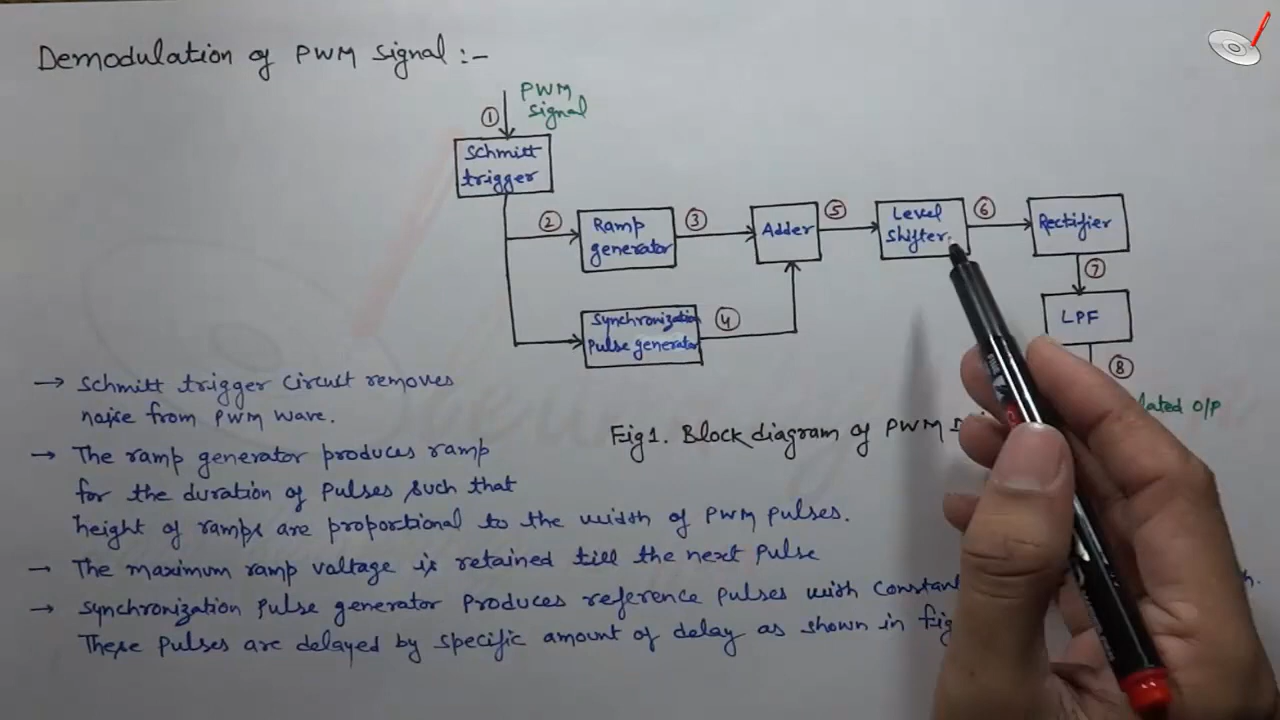 Demodulation of PWM Signal :-
PWM
Signal
①
Schmitt
trigger
②
Ramp
generator
③
Adder
⑤
Level
Shifter
⑥
Rectifier
⑦
Synchronization
Pulse generator
④
LPF
⑧
lated O/P
Fig1. Block diagram of PWM
→ Schmitt trigger circuit removes
noise from PWM wave.
→ The ramp generator produces ramp
for the duration of pulses such that
height of ramps are proportional to the width of PWM pulses.
→ The maximum ramp voltage is retained till the next pulse
→ Synchronization pulse generator produces reference pulses with constant
These pulses are delayed by specific amount of delay as shown in fig